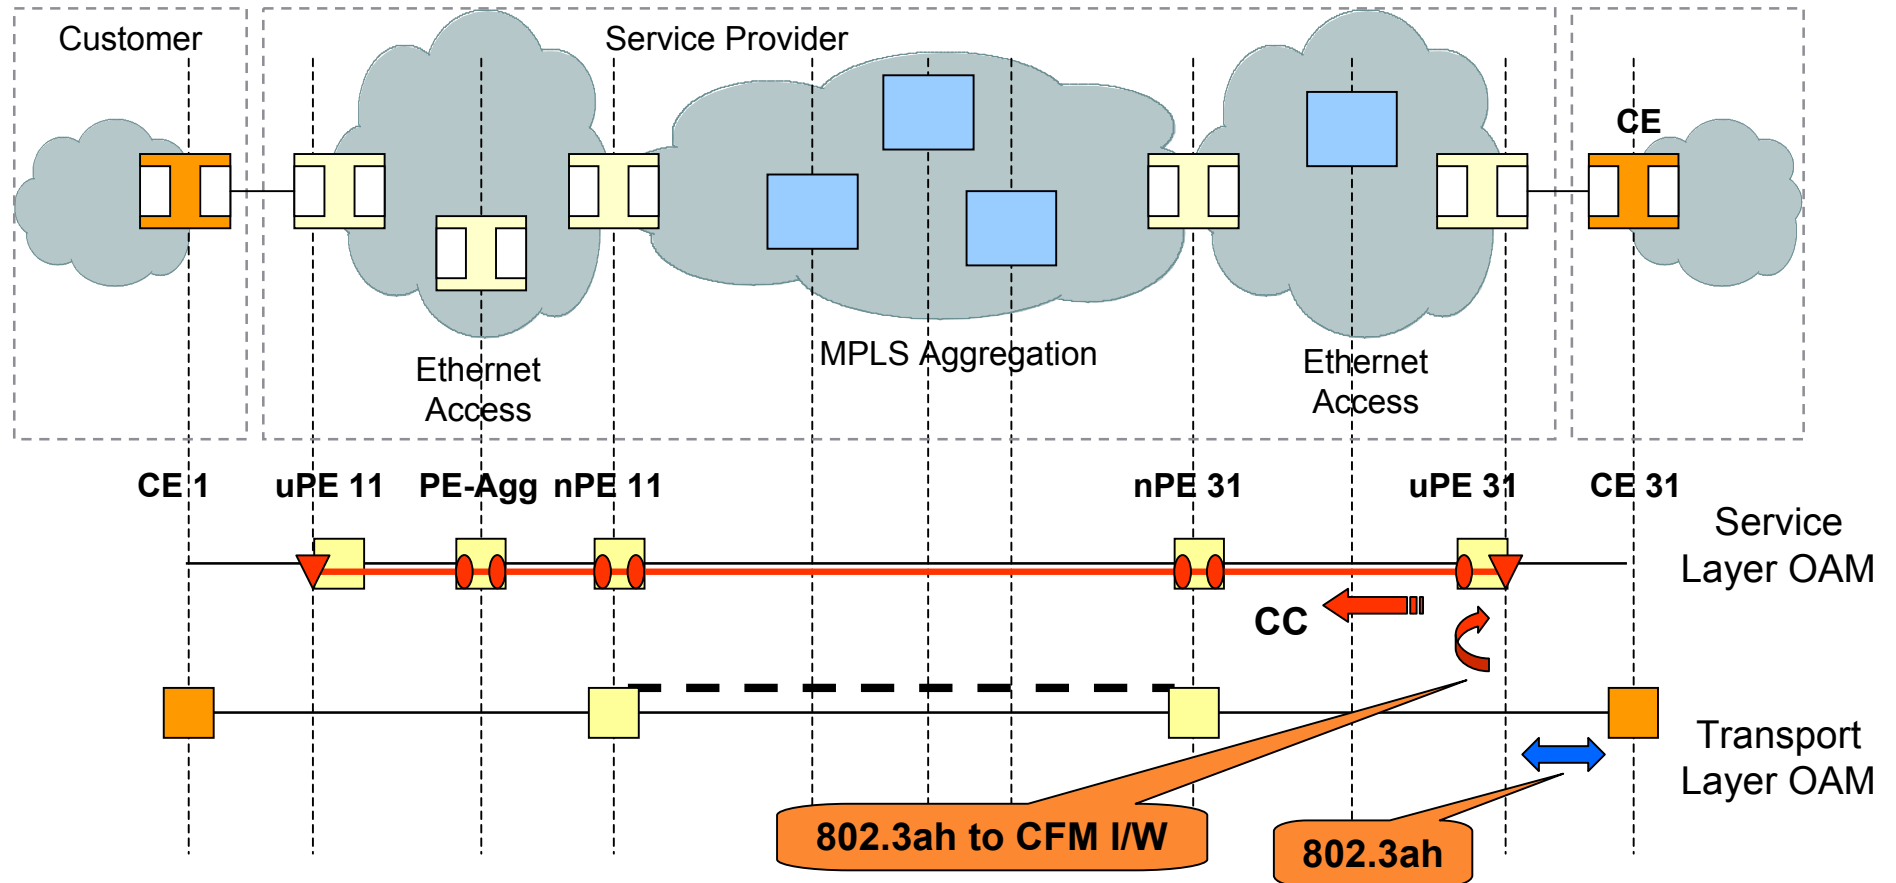 Customer
Service Provider
CE
MPLS Aggregation
Ethernet
Access
Ethernet
Access
CE 1
uPE 11
PE-Agg
nPE 11
nPE 31
uPE 31
CE 31
Service
Layer OAM
CC
Transport
Layer OAM
802.3ah to CFM I/W
802.3ah